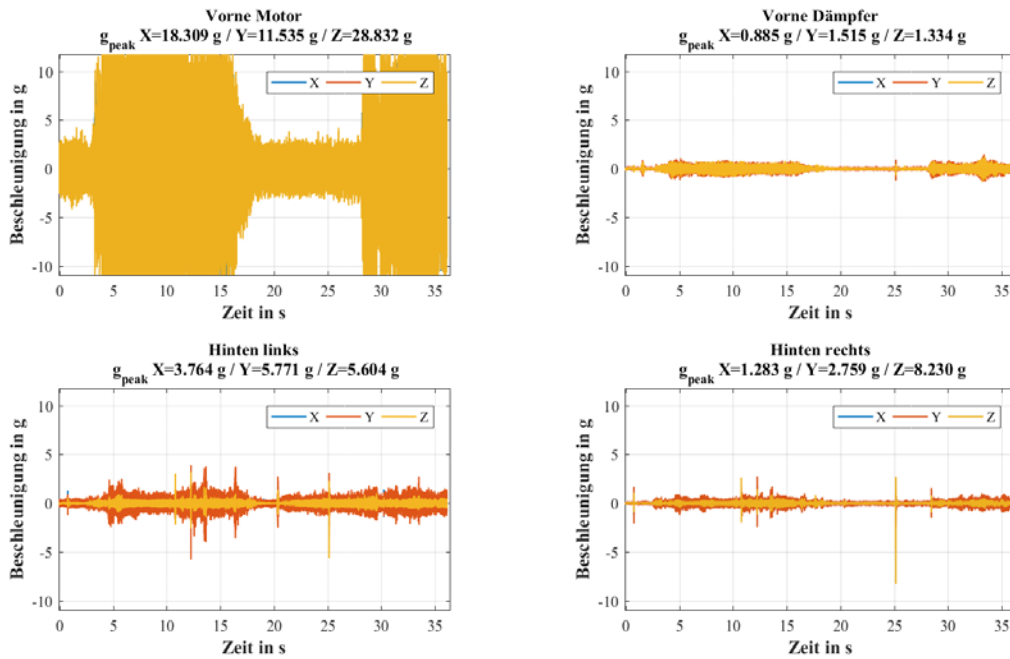 Vorne Motor
g_peak X=18.309 g / Y=11.535 g / Z=28.832 g
X Y Z
10
5
0
-5
-10
Beschleunigung in g
0 5 10 15 20 25 30 35
Zeit in s
Vorne Dämpfer
g_peak X=0.885 g / Y=1.515 g / Z=1.334 g
X Y Z
10
5
0
-5
-10
Beschleunigung in g
0 5 10 15 20 25 30 35
Zeit in s
Hinten links
g_peak X=3.764 g / Y=5.771 g / Z=5.604 g
X Y Z
10
5
0
-5
-10
Beschleunigung in g
0 5 10 15 20 25 30 35
Zeit in s
Hinten rechts
g_peak X=1.283 g / Y=2.759 g / Z=8.230 g
X Y Z
10
5
0
-5
-10
Beschleunigung in g
0 5 10 15 20 25 30 35
Zeit in s